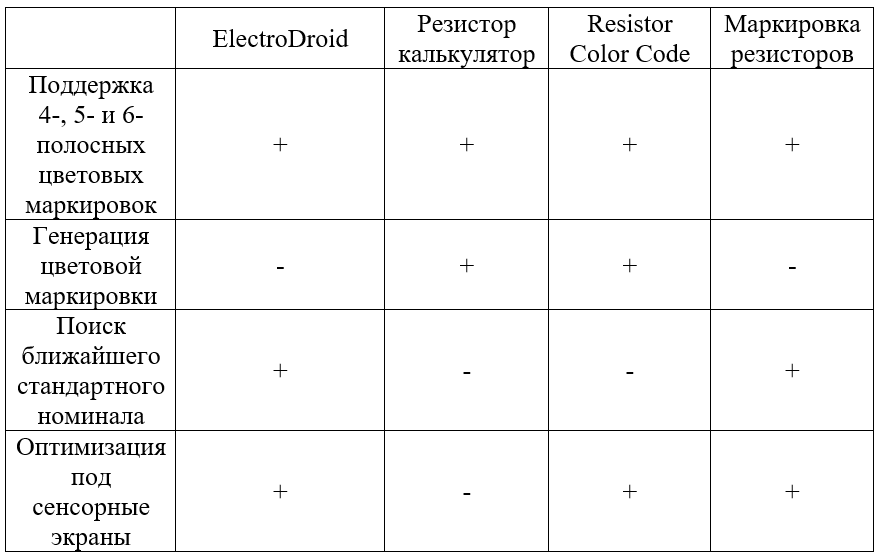 ElectroDroid
Резистор
калькулятор
Resistor
Color Code
Маркировка
резисторов
Поддержка
4-, 5- и 6-
полосных
цветовых
маркировок
+
+
+
+
Генерация
цветовой
маркировки
-
+
+
-
Поиск
ближайшего
стандартного
номинала
+
-
-
+
Оптимизация
под
сенсорные
экраны
+
-
+
+